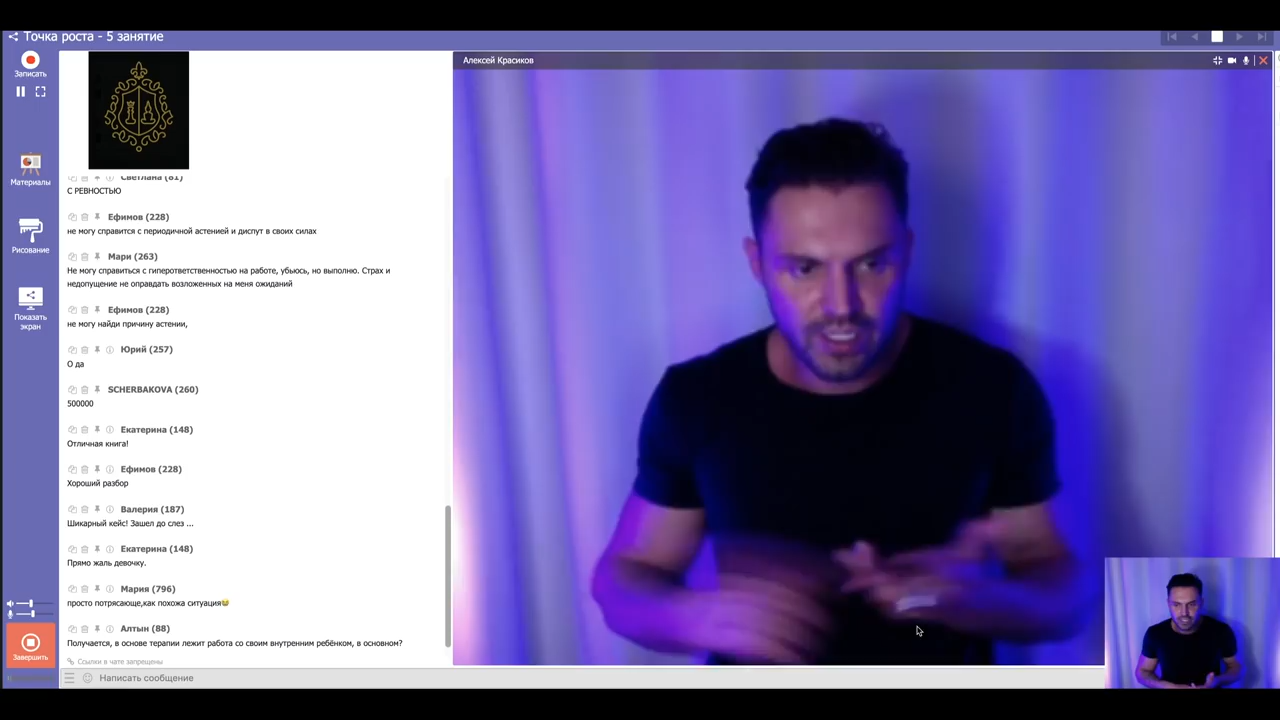 Точка роста - 5 занятие
Записать
Материалы
Рисование
Показать
экран
Завершить
Светлана (81)
С РЕВНОСТЬЮ
Ефимов (228)
не могу справится с периодичной астенией и диспут в своих силах
Мари (263)
Не могу справиться с гиперответственностью на работе, убьюсь, но выполню. Страх и
недопущение не оправдать возложенных на меня ожиданий
Ефимов (228)
не могу найди причину астении,
Юрий (257)
О да
SCHERBAKOVA (260)
500000
Екатерина (148)
Отличная книга!
Ефимов (228)
Хороший разбор
Валерия (187)
Шикарный кейс! Зашел до слез ...
Екатерина (148)
Прямо жаль девочку.
Мария (796)
просто потрясающе,как похожа ситуация😅
Алтын (88)
Получается, в основе терапии лежит работа со своим внутренним ребёнком, в основном?
Ссылки в чате запрещены
Написать сообщение
Алексей Красиков